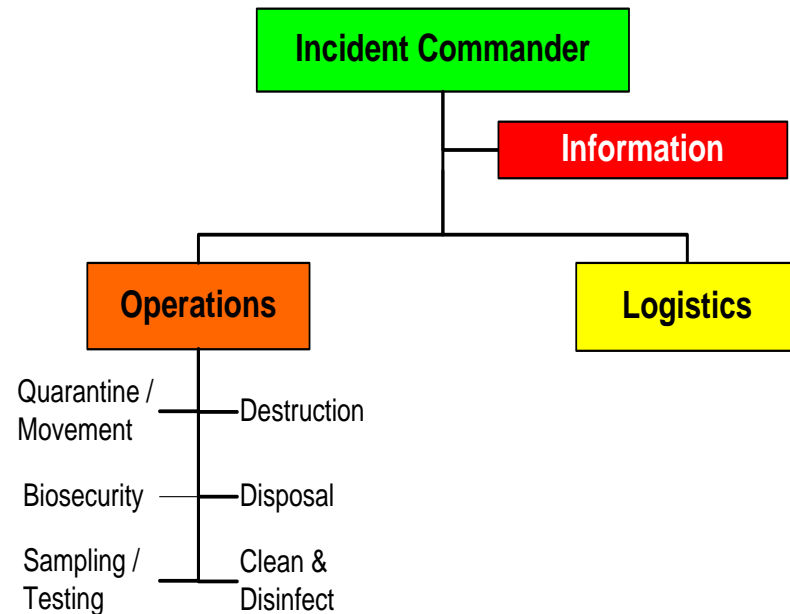 Incident Commander
Information
Operations
Logistics
Quarantine /
Movement
Destruction
Biosecurity
Disposal
Sampling /
Testing
Clean &
Disinfect